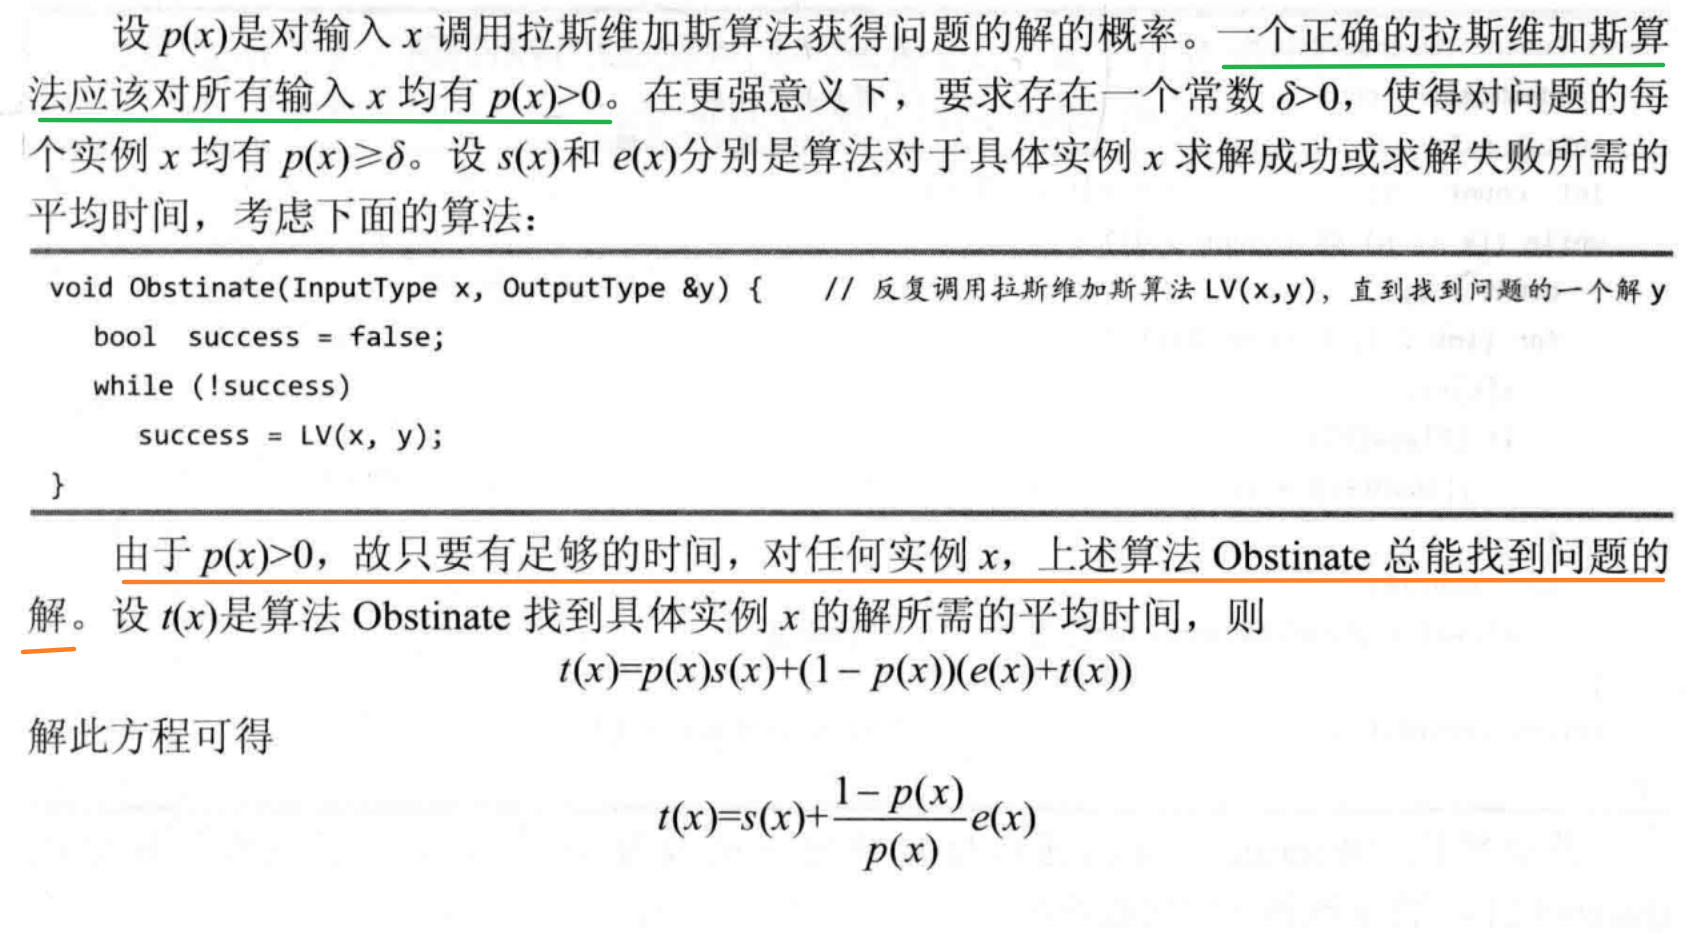 设 p(x)是对输入 x 调用拉斯维加斯算法获得问题的解的概率。一个正确的拉斯维加斯算
法应该对所有输入 x 均有 p(x)>0。在更强意义下，要求存在一个常数 δ>0，使得对问题的每
个实例 x 均有 p(x)≥δ。设 s(x)和 e(x)分别是算法对于具体实例 x 求解成功或求解失败所需的
平均时间，考虑下面的算法：
void Obstinate(InputType x, OutputType &y) { // 反复调用拉斯维加斯算法 LV(x,y)，直到找到问题的一个解 y
bool success = false;
while (!success)
success = LV(x, y);
}
由于 p(x)>0，故只要有足够的时间，对任何实例 x，上述算法 Obstinate 总能找到问题的
解。设 t(x)是算法 Obstinate 找到具体实例 x 的解所需的平均时间，则
t(x)=p(x)s(x)+(1－p(x))(e(x)+t(x))
解此方程可得
t(x)=s(x)+\frac{1－p(x)}{p(x)}e(x)